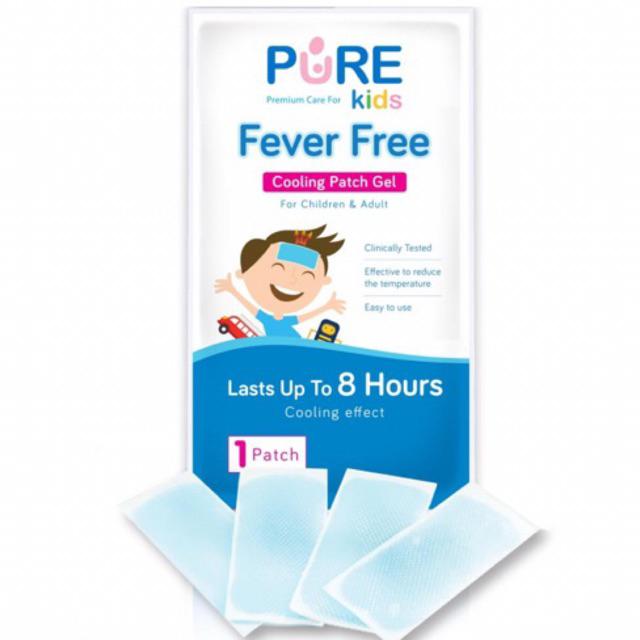 PURE
Premium Care For kids
Fever Free
Cooling Patch Gel
For Children & Adult
Clinically Tested
Effective to reduce
the temperature
Easy to use
Lasts Up To 8 Hours
Cooling effect
1 Patch